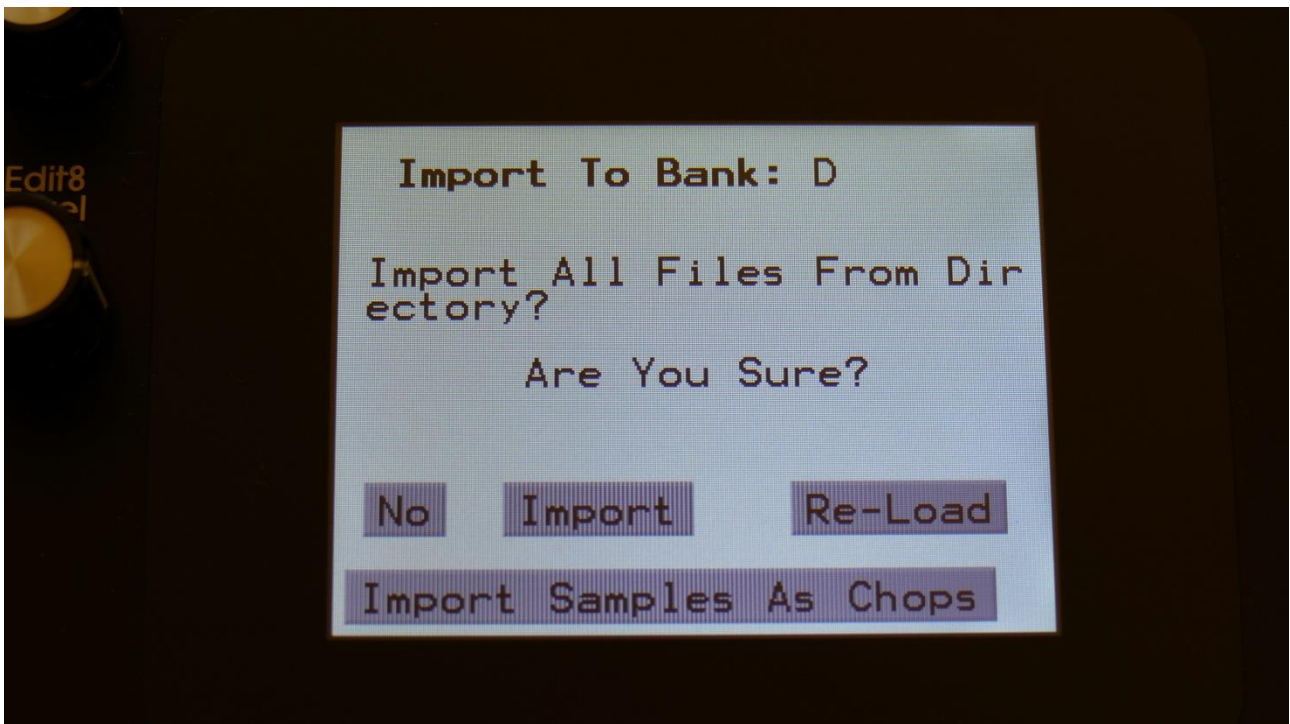 Edit8
Import To Bank: D
Import All Files From Dir
ectory?
Are You Sure?
No Import Re-Load
Import Samples As Chops